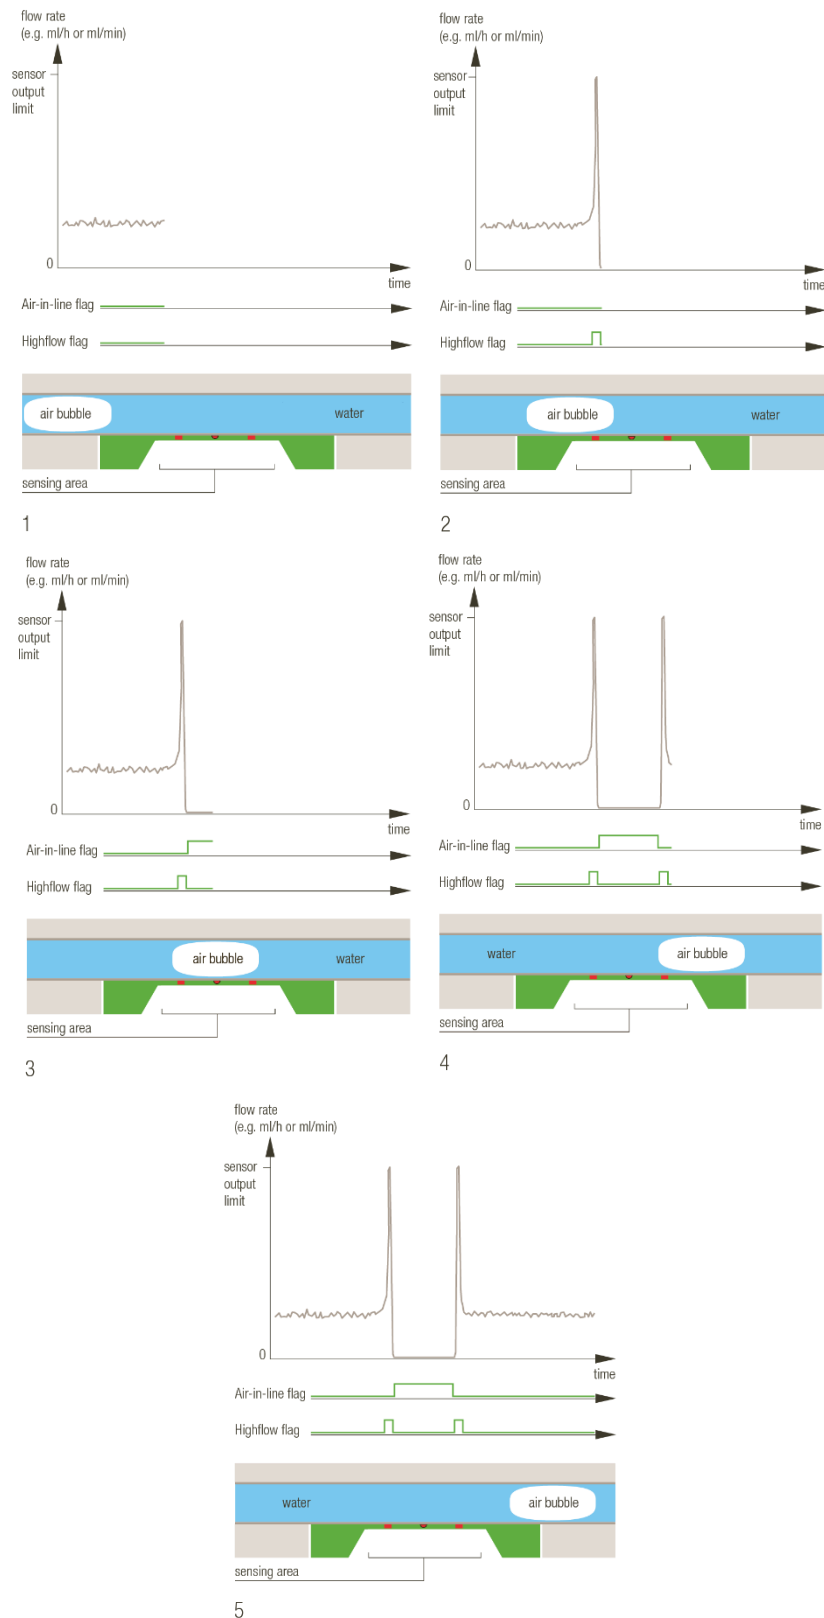 flow rate
(e.g. ml/h or ml/min)
sensor
output
limit
0
time
Air-in-line flag
Highflow flag
air bubble
water
sensing area
1
flow rate
(e.g. ml/h or ml/min)
sensor
output
limit
0
time
Air-in-line flag
Highflow flag
air bubble
water
sensing area
2
flow rate
(e.g. ml/h or ml/min)
sensor
output
limit
0
time
Air-in-line flag
Highflow flag
air bubble
water
sensing area
3
flow rate
(e.g. ml/h or ml/min)
sensor
output
limit
0
time
Air-in-line flag
Highflow flag
water
air bubble
sensing area
4
flow rate
(e.g. ml/h or ml/min)
sensor
output
limit
0
time
Air-in-line flag
Highflow flag
water
air bubble
sensing area
5